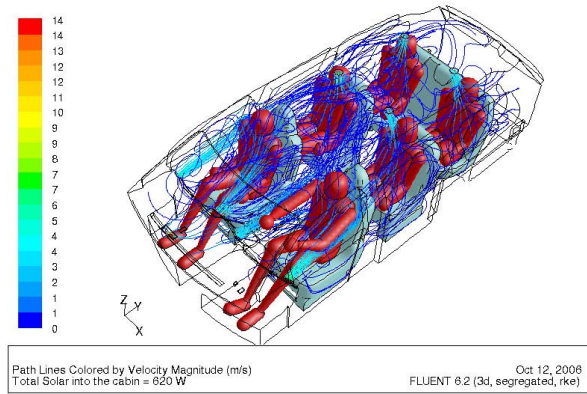 14
14
13
12
11
10
9
9
8
7
7
6
5
4
3
2
2
1
1
0
Z
Y
X
Path Lines Colored by Velocity Magnitude (m/s)
Oct 12, 2006
Total Solar into the cabin = 620 W
FLUENT 6.2 (3d, segregated, rke)